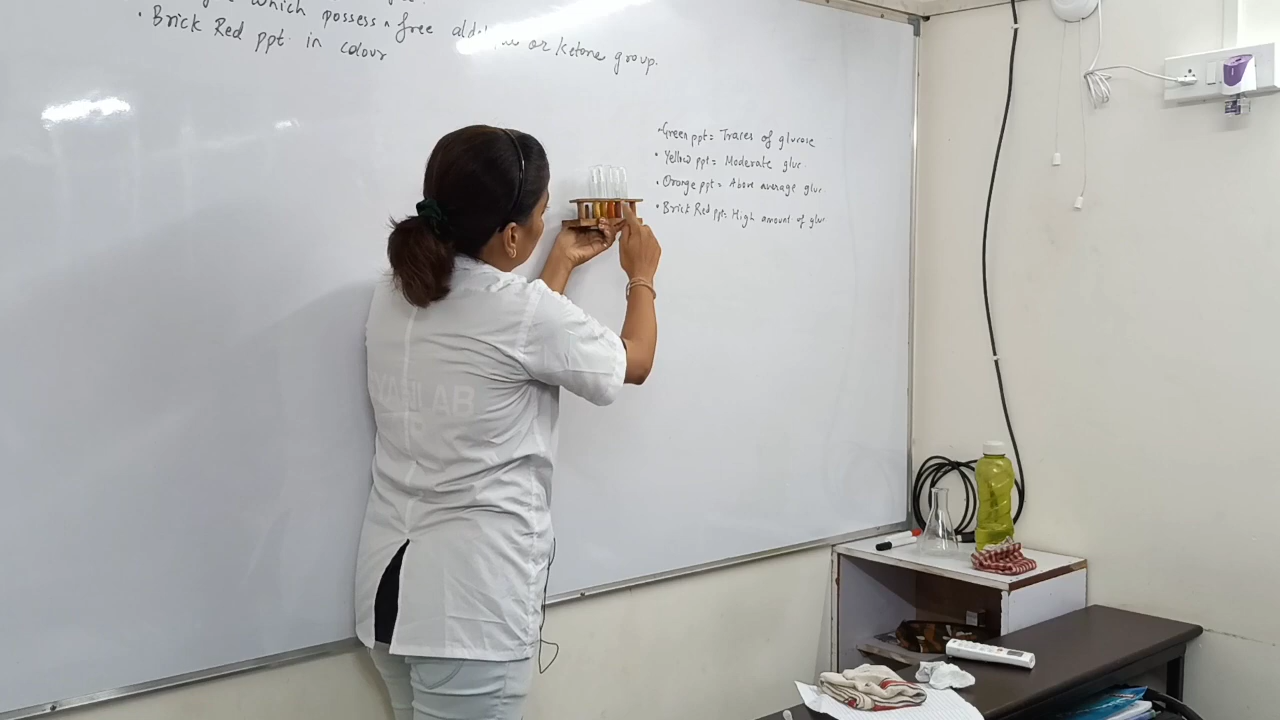 which possess a free or Ketone group.
• Brick Red ppt. in colour
• Green ppt = Traces of glucose
• Yellow ppt = Moderate gluc.
• Orange ppt = Above average gluc.
• Brick Red ppt = High amount of gluc
LAB